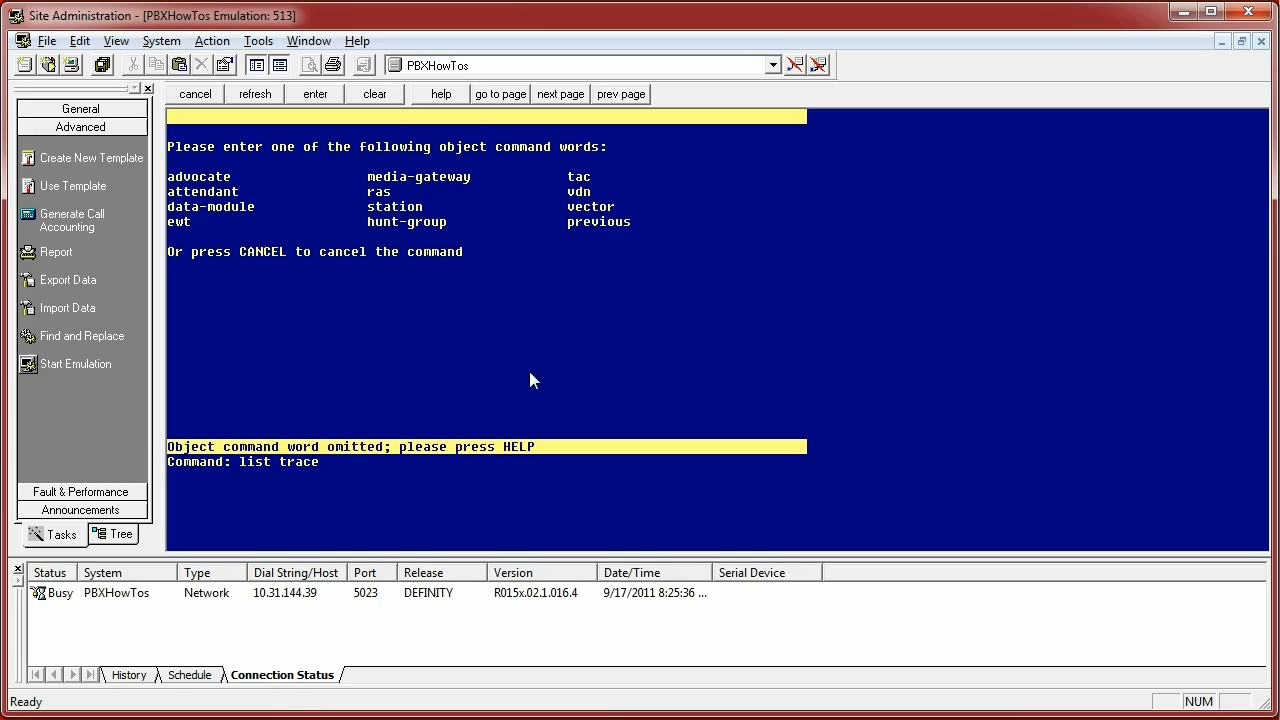 Site Administration - [PBXHowTos Emulation: 513]
File Edit View System Action Tools Window Help
PBXHowTos
General
Advanced
Create New Template
Use Template
Generate Call
Accounting
Report
Export Data
Import Data
Find and Replace
Start Emulation
Fault & Performance
Announcements
Tasks Tree
cancel refresh enter clear help go to page next page prev page
Please enter one of the following object command words:
advocate media-gateway tac
attendant ras vdn
data-module station vector
ewt hunt-group previous
Or press CANCEL to cancel the command
Object command word omitted; please press HELP
Command: list trace
Status System Type Dial String/Host Port Release Version Date/Time Serial Device
Busy PBXHowTos Network 10.31.144.39 5023 DEFINITY R015x.02.1.016.4 9/17/2011 8:25:36 ...
History Schedule Connection Status
Ready NUM